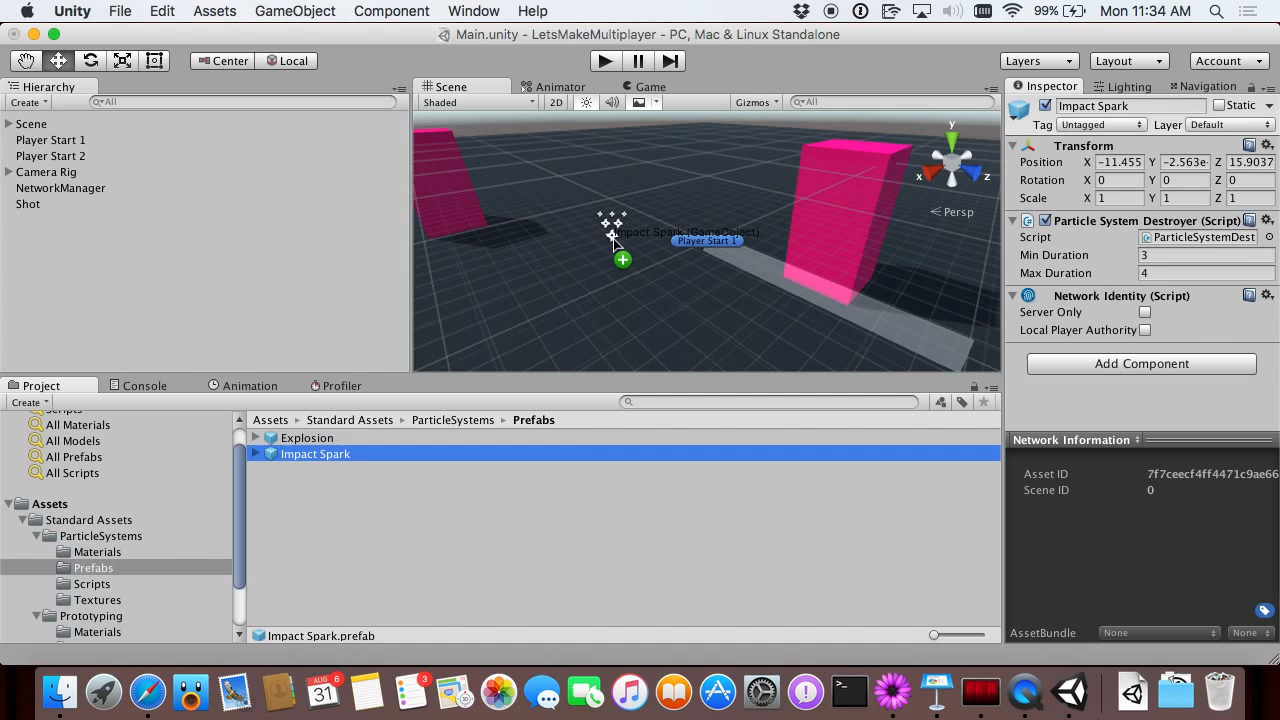 Unity File Edit Assets GameObject Component Window Help 99% Mon 11:34 AM
Main.unity - LetsMakeMultiplayer - PC, Mac & Linux Standalone
Center Local Layers Layout Account
Hierarchy
Create All
Scene
Player Start 1
Player Start 2
Camera Rig
NetworkManager
Shot
Scene Animator Game
Shaded 2D Gizmos All
y
x z
Persp
Impact Spark (GameObject)
Player Start 1
Inspector Lighting Navigation
Impact Spark Static
Tag Untagged Layer Default
Transform
Position X -11.455 Y -2.563e- Z 15.9037
Rotation X 0 Y 0 Z 0
Scale X 1 Y 1 Z 1
Particle System Destroyer (Script)
Script ParticleSystemDest
Min Duration 3
Max Duration 4
Network Identity (Script)
Server Only
Local Player Authority
Add Component
Network Information
Asset ID 7f7ceecf4ff4471c9ae66
Scene ID 0
AssetBundle None None
Project Console Animation Profiler
Create
All Materials
All Models
All Prefabs
All Scripts
Assets
Standard Assets
ParticleSystems
Materials
Prefabs
Scripts
Textures
Prototyping
Materials
Assets Standard Assets ParticleSystems Prefabs
Explosion
Impact Spark
Impact Spark.prefab
AUG 6
31
3